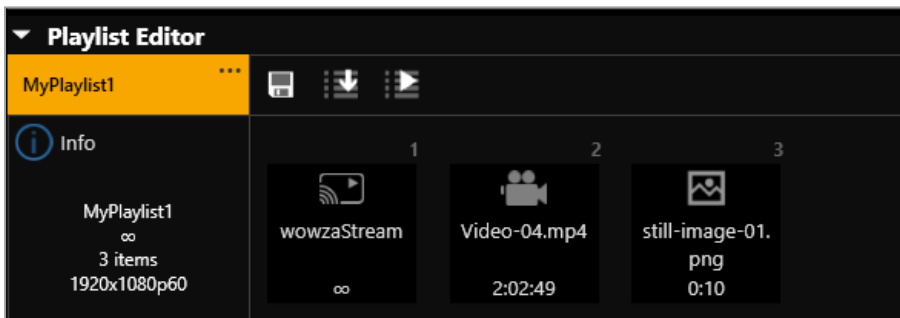 Playlist Editor
MyPlaylist1
...
Info
MyPlaylist1
∞
3 items
1920x1080p60
1
wowzaStream
∞
2
Video-04.mp4
2:02:49
3
still-image-01.
png
0:10